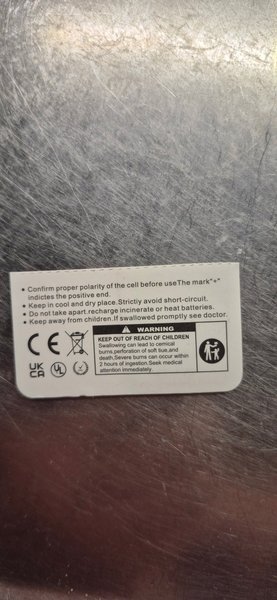 • Confirm proper polarity of the cell before useThe mark"+"
indictes the positive end.
• Keep in cool and dry place.Strictly avoid short-circuit.
• Do not take apart.recharge incinerate or heat batteries.
• Keep away from children.If swallowed promptly see doctor.
WARNING
KEEP OUT OF REACH OF CHILDREN
Swallowing can lead to cemical
burns,perforation of soft tiue,and
death,Severe burns can occur within
2 hours of ingestion.Seek medical
attention immediately.
CE
UK
CA
UL